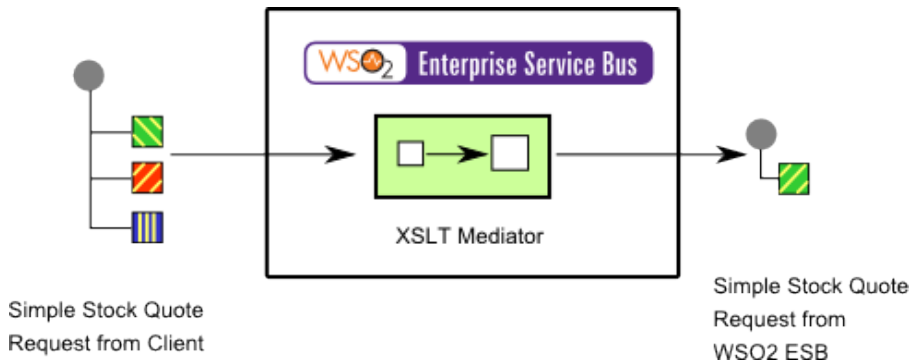 WSO2 Enterprise Service Bus
XSLT Mediator
Simple Stock Quote
Request from Client
Simple Stock Quote
Request from
WSO2 ESB